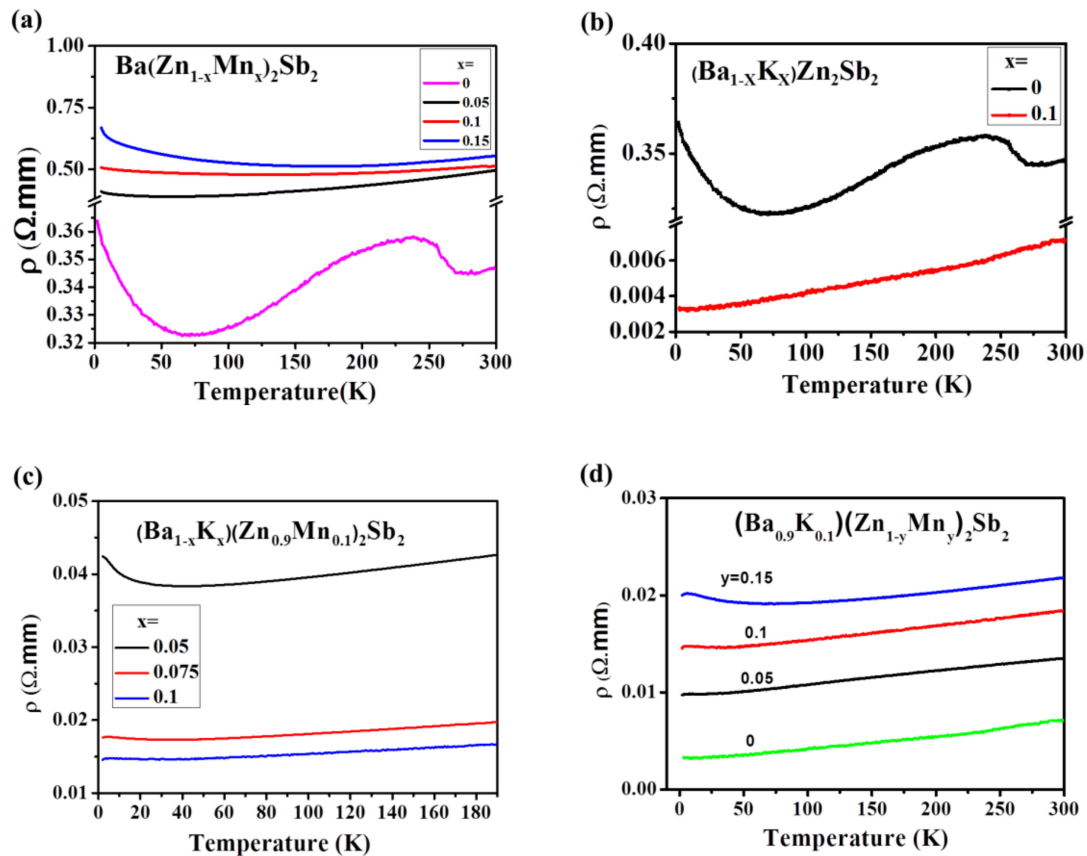 (a)
Ba(Zn1-xMnx)2Sb2
x=
0
0.05
0.1
0.15
1.00
0.75
0.50
0.36
0.34
0.33
0.32
ρ (Ω.mm)
0 50 100 150 200 250 300
Temperature(K)
(b)
(Ba1-XKX)Zn2Sb2
x=
0
0.1
0.40
0.35
0.006
0.004
0.002
ρ (Ω.mm)
0 50 100 150 200 250 300
Temperature (K)
(c)
(Ba1-xKx)(Zn0.9Mn0.1)2Sb2
x=
0.05
0.075
0.1
0.05
0.04
0.03
0.02
0.01
ρ (Ω.mm)
0 20 40 60 80 100 120 140 160 180
Temperature (K)
(d)
(Ba0.9K0.1)(Zn1-yMny)2Sb2
y=0.15
0.1
0.05
0
0.03
0.02
0.01
0.00
ρ (Ω.mm)
0 50 100 150 200 250 300
Temperature (K)